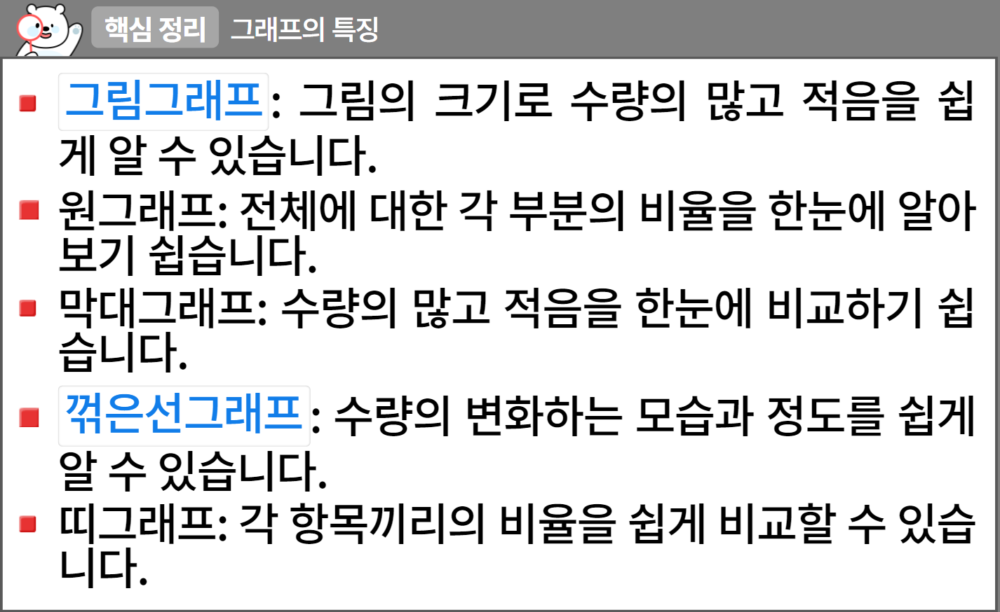 핵심 정리 그래프의 특징
그림그래프: 그림의 크기로 수량의 많고 적음을 쉽
게 알 수 있습니다.
원그래프: 전체에 대한 각 부분의 비율을 한눈에 알아
보기 쉽습니다.
막대그래프: 수량의 많고 적음을 한눈에 비교하기 쉽
습니다.
꺾은선그래프: 수량의 변화하는 모습과 정도를 쉽게
알 수 있습니다.
띠그래프: 각 항목끼리의 비율을 쉽게 비교할 수 있습
니다.